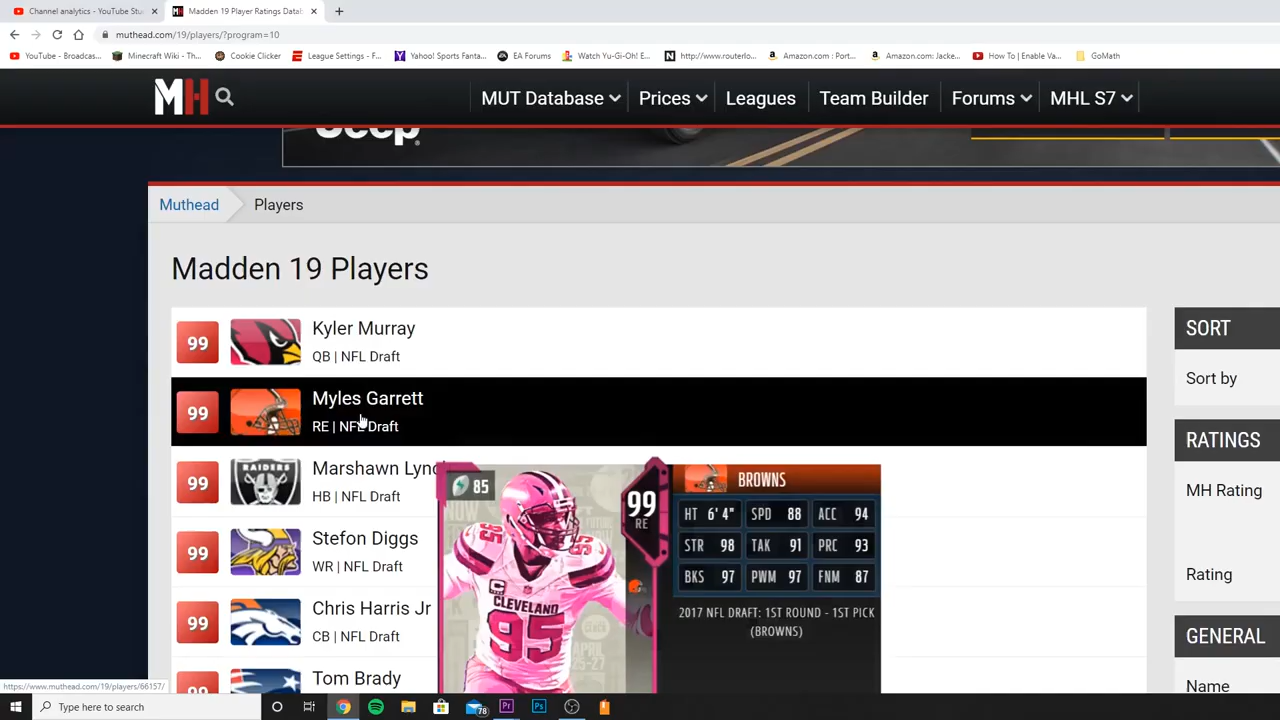 Channel analytics - YouTube Stu
Madden 19 Player Ratings Datab
muthead.com/19/players/?program=10
YouTube - Broadcas...
Minecraft Wiki - Th...
Cookie Clicker
League Settings - F...
Yahoo! Sports Fanta...
EA Forums
Watch Yu-Gi-Oh! E...
http://www.routerlo...
Amazon.com : Port...
Amazon.com: Jacke...
How To | Enable Va...
GoMath
MH
MUT Database
Prices
Leagues
Team Builder
Forums
MHL S7
Jeep
Muthead
Players
Madden 19 Players
99
Kyler Murray
QB | NFL Draft
99
Myles Garrett
RE | NFL Draft
99
RAIDERS
Marshawn Lync
HB | NFL Draft
99
Stefon Diggs
WR | NFL Draft
99
Chris Harris Jr
CB | NFL Draft
99
Tom Brady
85
99
RE
CLEVELAND
95
BROWNS
HT 6' 4" SPD 88 ACC 94
STR 98 TAK 91 PRC 93
BKS 97 PWM 97 FNM 87
2017 NFL DRAFT: 1ST ROUND - 1ST PICK
(BROWNS)
SORT
Sort by
RATINGS
MH Rating
Rating
GENERAL
Name
https://www.muthead.com/19/players/66157/
Type here to search
78
Pr
Ps